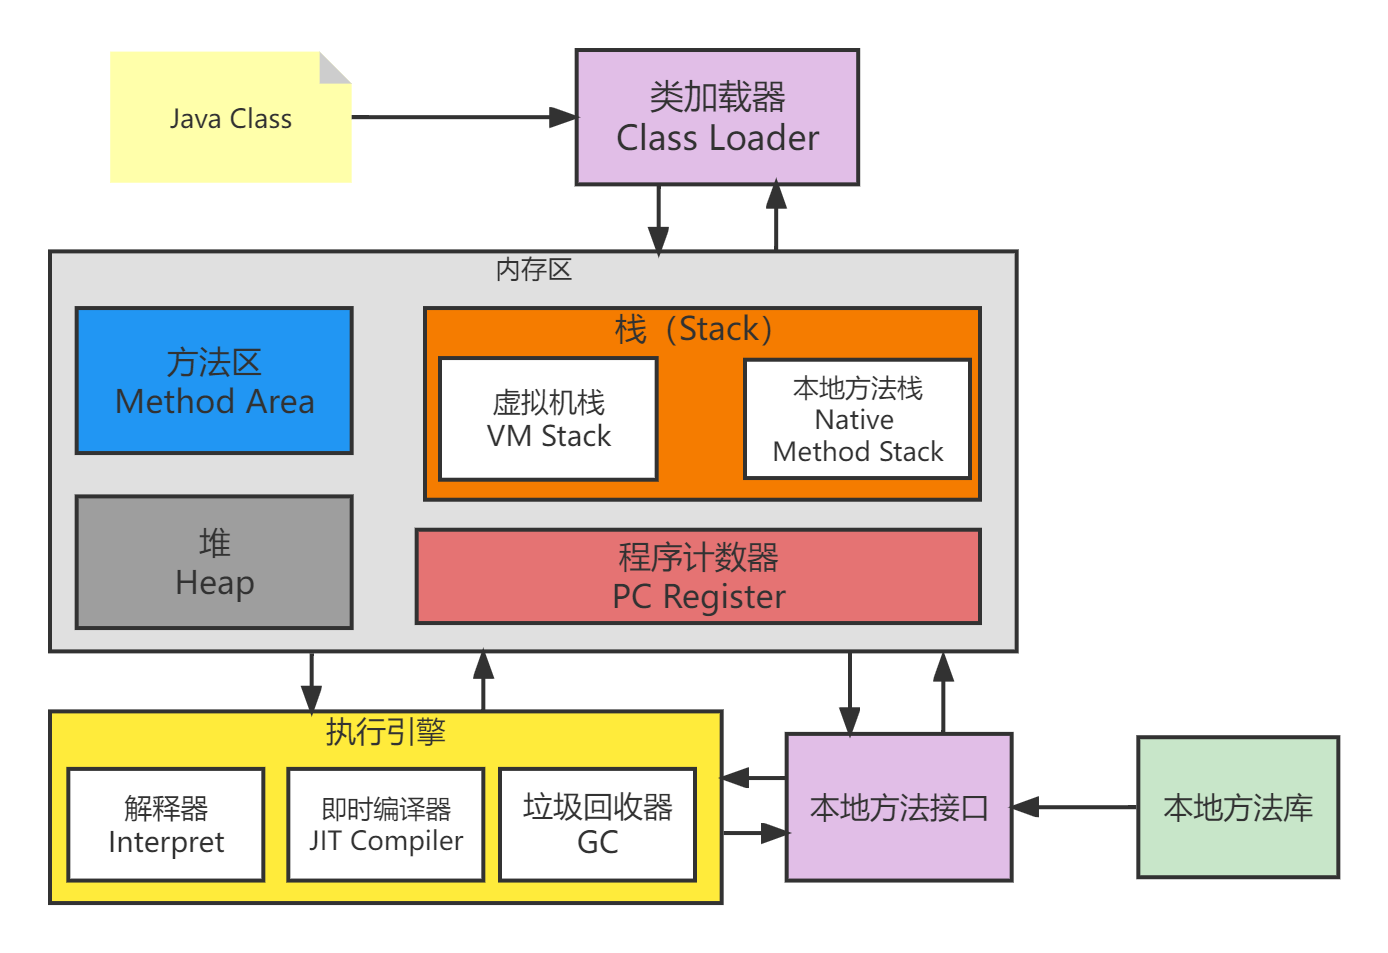 Java Class
类加载器
Class Loader
内存区
方法区
Method Area
栈（Stack）
虚拟机栈
VM Stack
本地方法栈
Native
Method Stack
堆
Heap
程序计数器
PC Register
执行引擎
解释器
Interpret
即时编译器
JIT Compiler
垃圾回收器
GC
本地方法接口
本地方法库